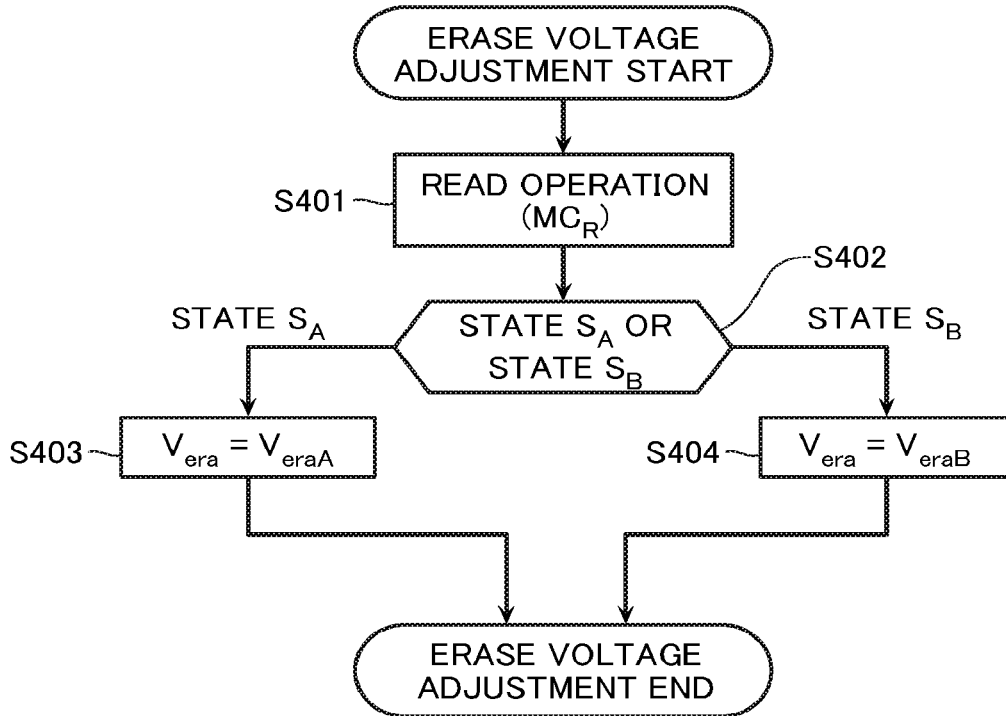 ERASE VOLTAGE
ADJUSTMENT START
S401
READ OPERATION
(MC_R)
S402
STATE S_A
STATE S_A OR
STATE S_B
STATE S_B
S403
V_era = V_eraA
S404
V_era = V_eraB
ERASE VOLTAGE
ADJUSTMENT END